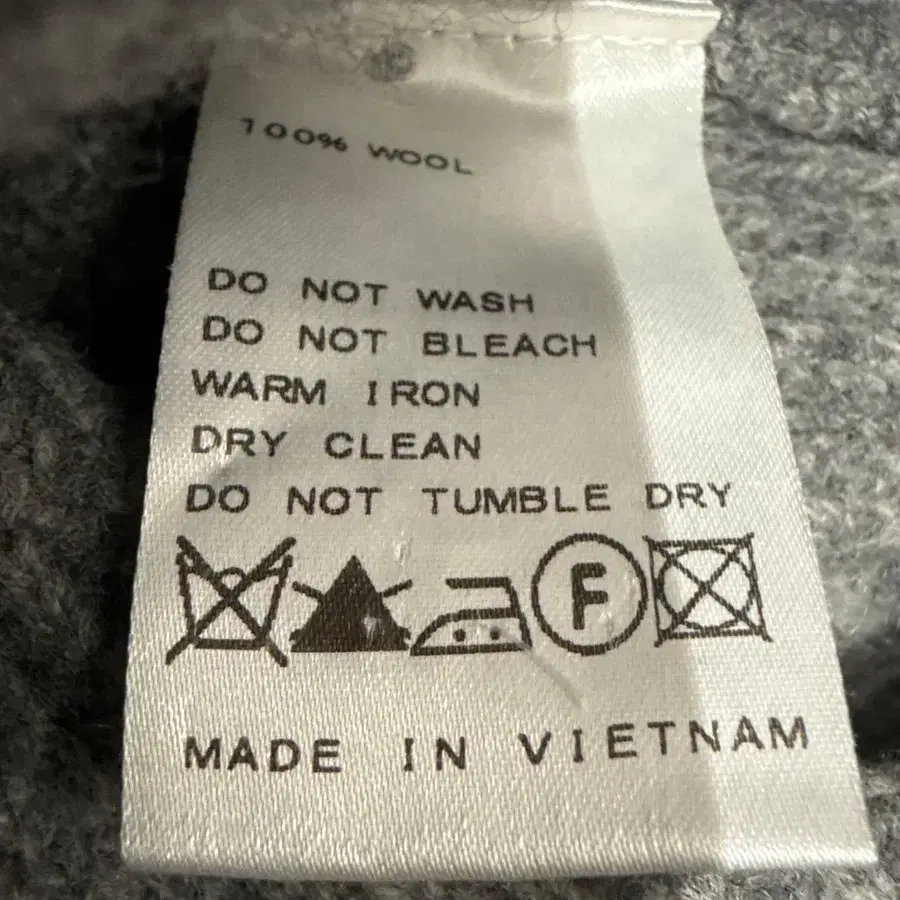 100% WOOL
DO NOT WASH
DO NOT BLEACH
WARM IRON
DRY CLEAN
DO NOT TUMBLE DRY
F
MADE IN VIETNAM